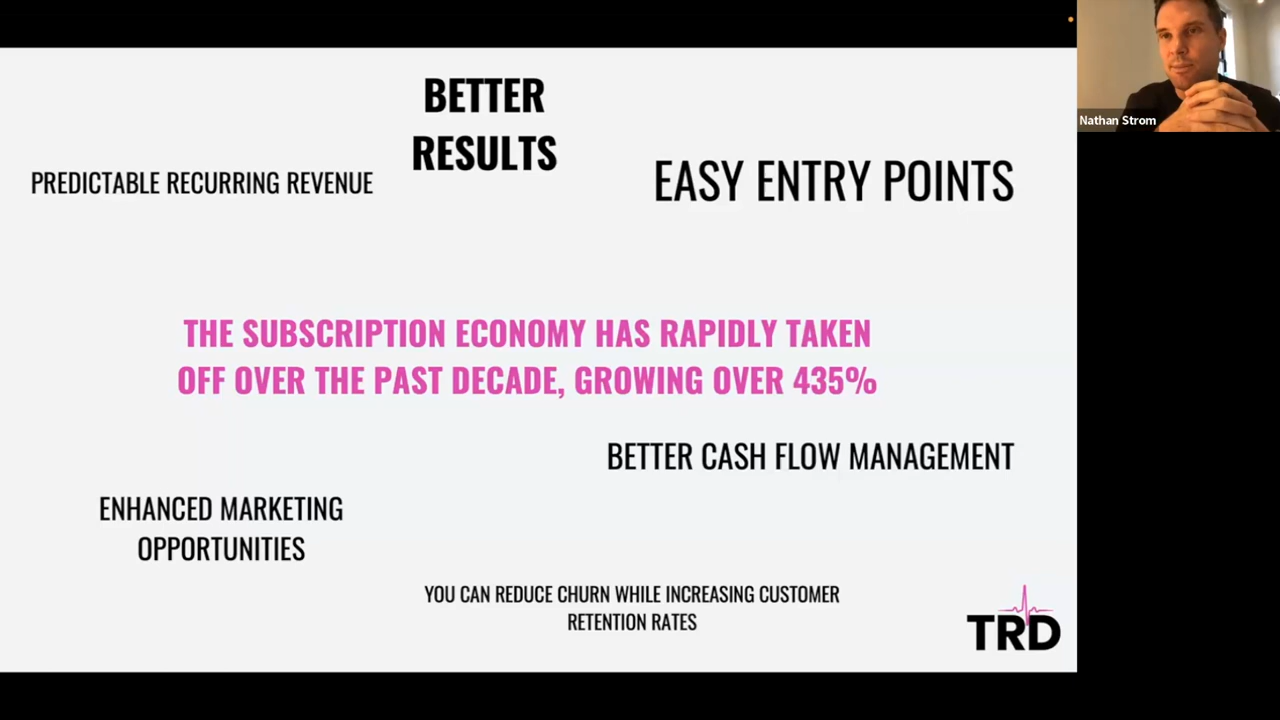 BETTER
RESULTS
PREDICTABLE RECURRING REVENUE
EASY ENTRY POINTS
THE SUBSCRIPTION ECONOMY HAS RAPIDLY TAKEN
OFF OVER THE PAST DECADE, GROWING OVER 435%
BETTER CASH FLOW MANAGEMENT
ENHANCED MARKETING
OPPORTUNITIES
YOU CAN REDUCE CHURN WHILE INCREASING CUSTOMER
RETENTION RATES
TRD
Nathan Strom